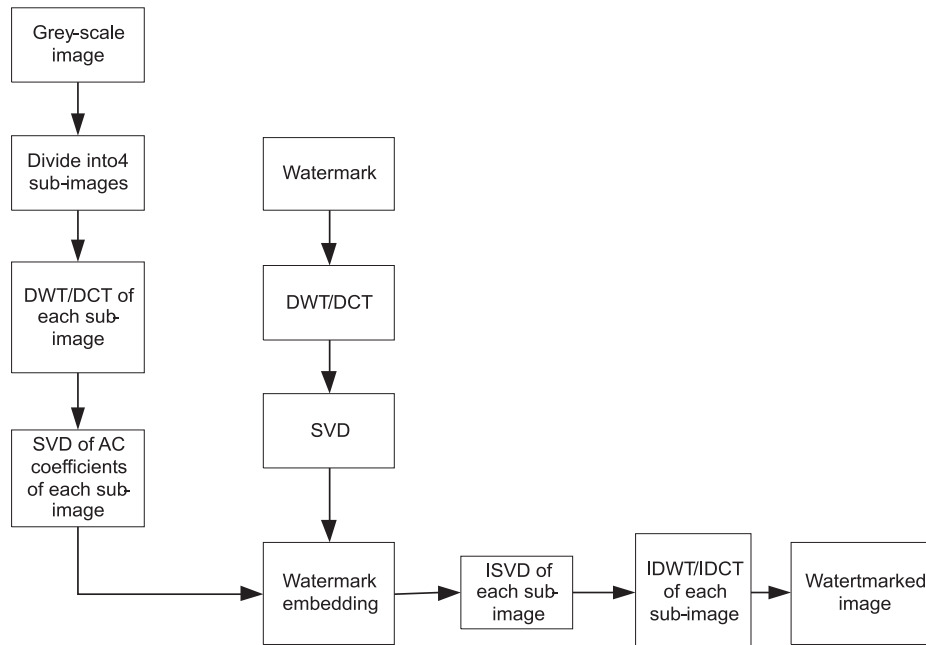 Grey-scale
image
Divide into4
sub-images
DWT/DCT of
each sub-
image
SVD of AC
coefficients
of each sub-
image
Watermark
DWT/DCT
SVD
Watermark
embedding
ISVD of
each sub-
image
IDWT/IDCT
of each
sub-image
Watertmarked
image